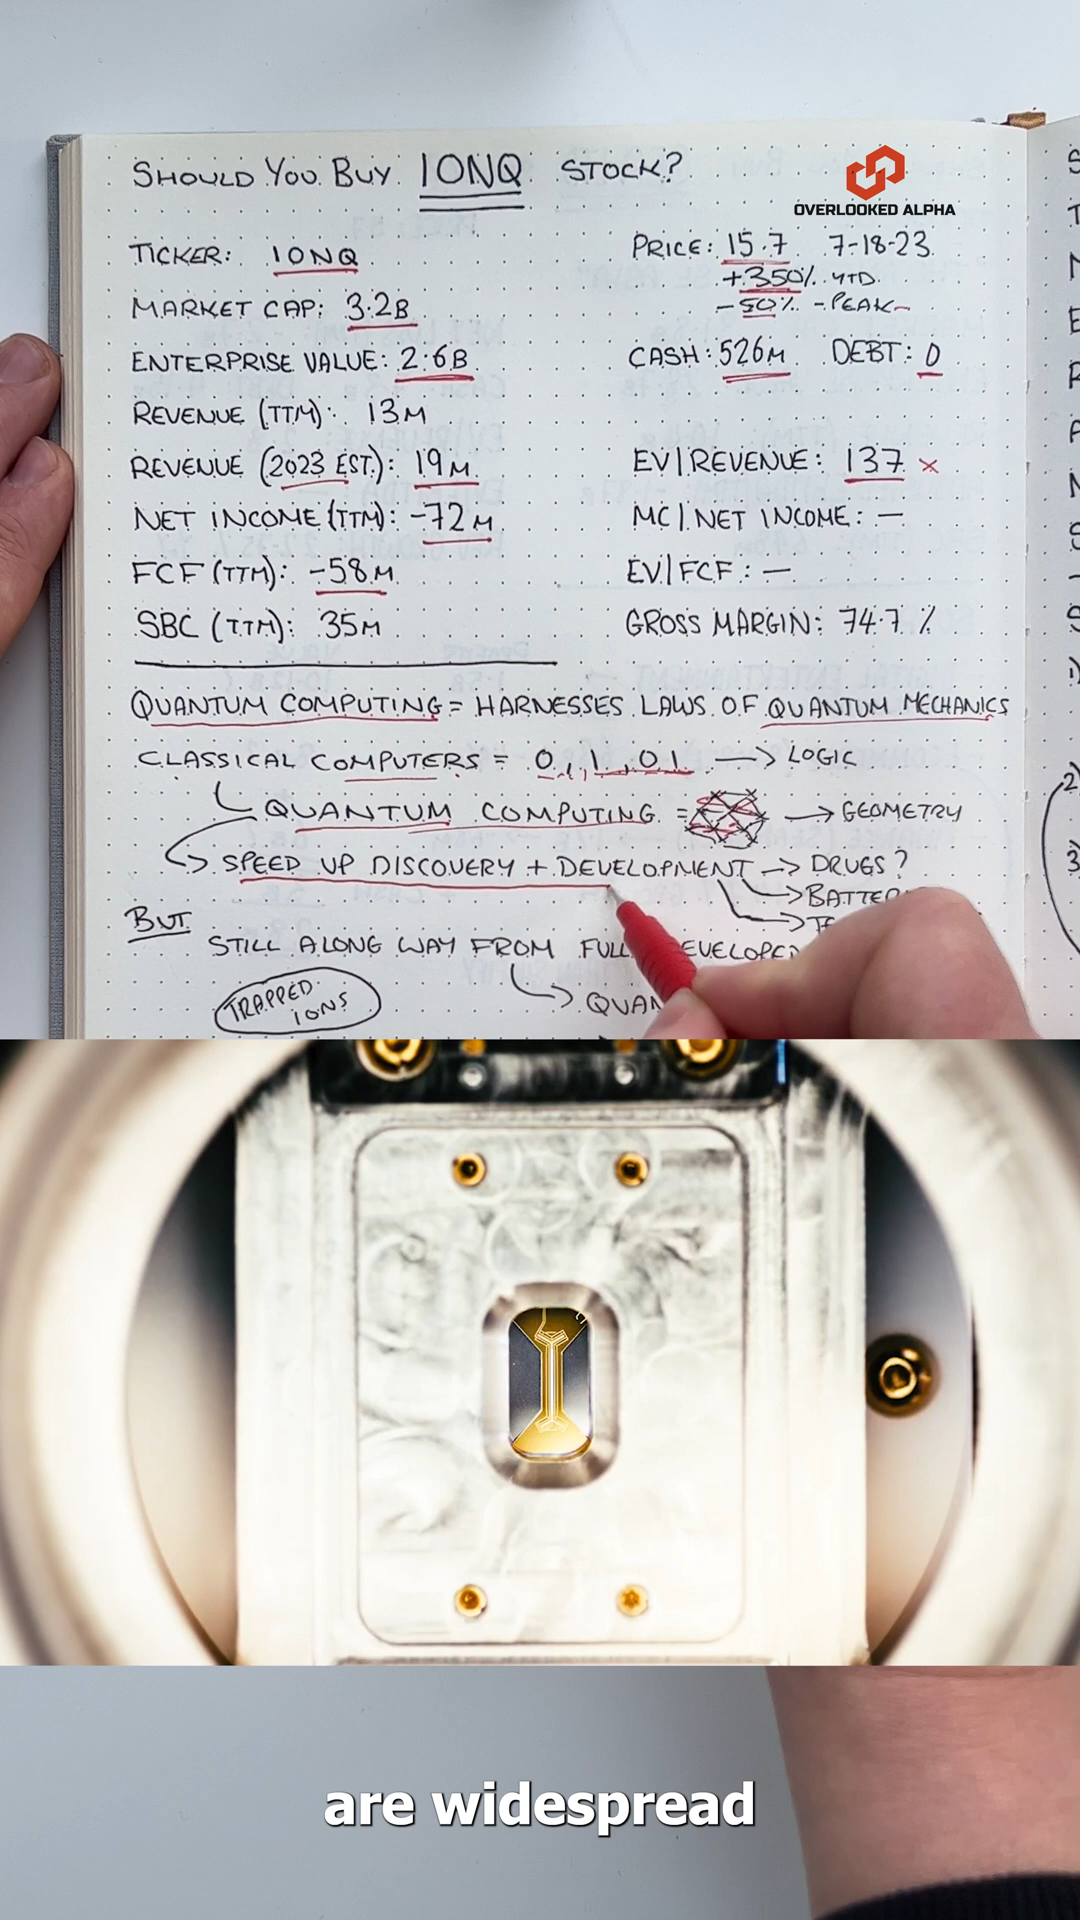 SHOULD YOU BUY IONQ STOCK?
OVERLOOKED ALPHA
TICKER: IONQ
PRICE: 15.7 7-18-23
+350% YTD
-50% -PEAK-
MARKET CAP: 3.2B
ENTERPRISE VALUE: 2.6B
CASH: 526M DEBT: 0
REVENUE (TTM): 13M
REVENUE (2023 EST.): 19M
EV|REVENUE: 137 x
NET INCOME (TTM): -72M
MC|NET INCOME: —
FCF (TTM): -58M
EV|FCF: —
SBC (TTM): 35M
GROSS MARGIN: 74.7%
QUANTUM COMPUTING = HARNESSES LAWS OF QUANTUM MECHANICS
CLASSICAL COMPUTERS = 0, 1, 01 → LOGIC
QUANTUM COMPUTING = → GEOMETRY
→ SPEED UP DISCOVERY + DEVELOPMENT → DRUGS?
→ BATTE
→
BUT
STILL A LONG WAY FROM FULL EVELOPED
TRAPPED IONS
→ QUAN
are widespread